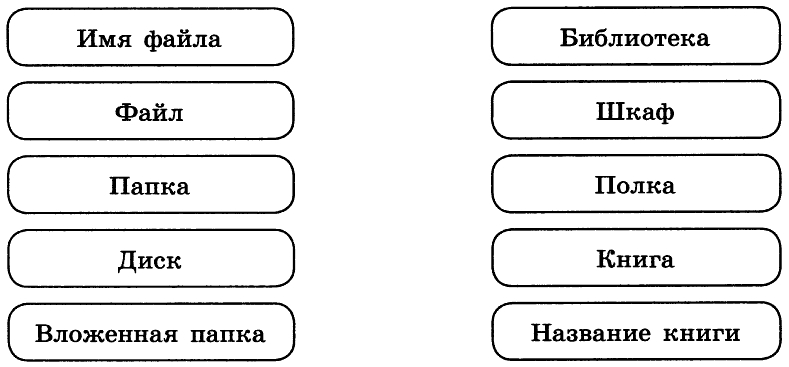 Имя файла
Файл
Папка
Диск
Вложенная папка
Библиотека
Шкаф
Полка
Книга
Название книги